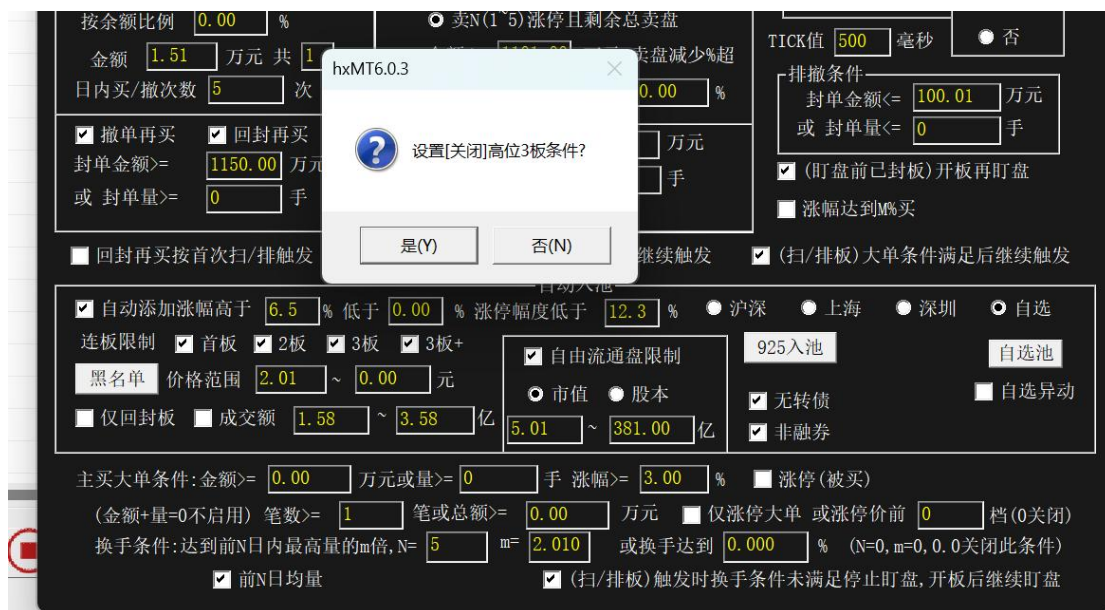 按余额比例 0.00 %
卖N(1~5)涨停且剩余总卖盘
TICK值 500 毫秒
否
金额 1.51 万元 共 1
卖盘减少%超
日内买/撤次数 5 次
0.00 %
排撤条件
封单金额<= 100.01 万元
或 封单量<= 0 手
hxMT6.0.3
设置[关闭]高位3板条件?
是(Y) 否(N)
撤单再买 回封再买
万元
封单金额>= 1150.00 万元
手
或 封单量>= 0 手
(盯盘前已封板)开板再盯盘
涨幅达到M%买
回封再买按首次扫/排触发
继续触发
(扫/排板)大单条件满足后继续触发
自动入池
自动添加涨幅高于 6.5 % 低于 0.00 % 涨停幅度低于 12.3 % 沪深 上海 深圳 自选
连板限制 首板 2板 3板 3板+
自由流通盘限制
925入池
自选池
黑名单 价格范围 2.01 ~ 0.00 元
市值 股本
无转债
自选异动
仅回封板 成交额 1.58 ~ 3.58 亿
5.01 ~ 381.00 亿
非融券
主买大单条件:金额>= 0.00 万元或量>= 0 手 涨幅>= 3.00 % 涨停(被买)
(金额+量=0不启用) 笔数>= 1 笔或总额>= 0.00 万元 仅涨停大单 或涨停价前 0 档(0关闭)
换手条件:达到前N日内最高量的m倍,N= 5 m= 2.010 或换手达到 0.000 % (N=0,m=0,0.0关闭此条件)
前N日均量
(扫/排板)触发时换手条件未满足停止盯盘,开板后继续盯盘